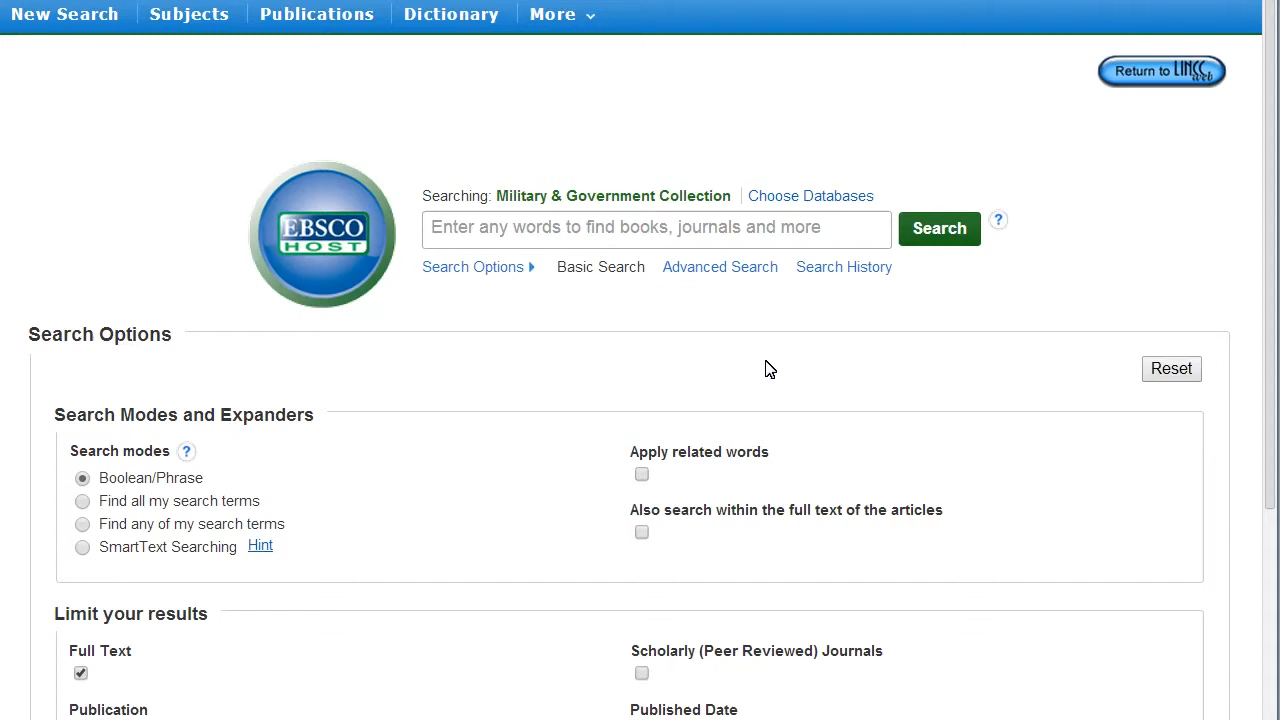 New Search Subjects Publications Dictionary More
Return to LINCC web
Searching: Military & Government Collection Choose Databases
EBSCO
HOST
Enter any words to find books, journals and more Search ?
Search Options Basic Search Advanced Search Search History
Search Options
Reset
Search Modes and Expanders
Search modes ? Apply related words
Boolean/Phrase
Find all my search terms
Also search within the full text of the articles
Find any of my search terms
SmartText Searching Hint
Limit your results
Full Text Scholarly (Peer Reviewed) Journals
Publication Published Date